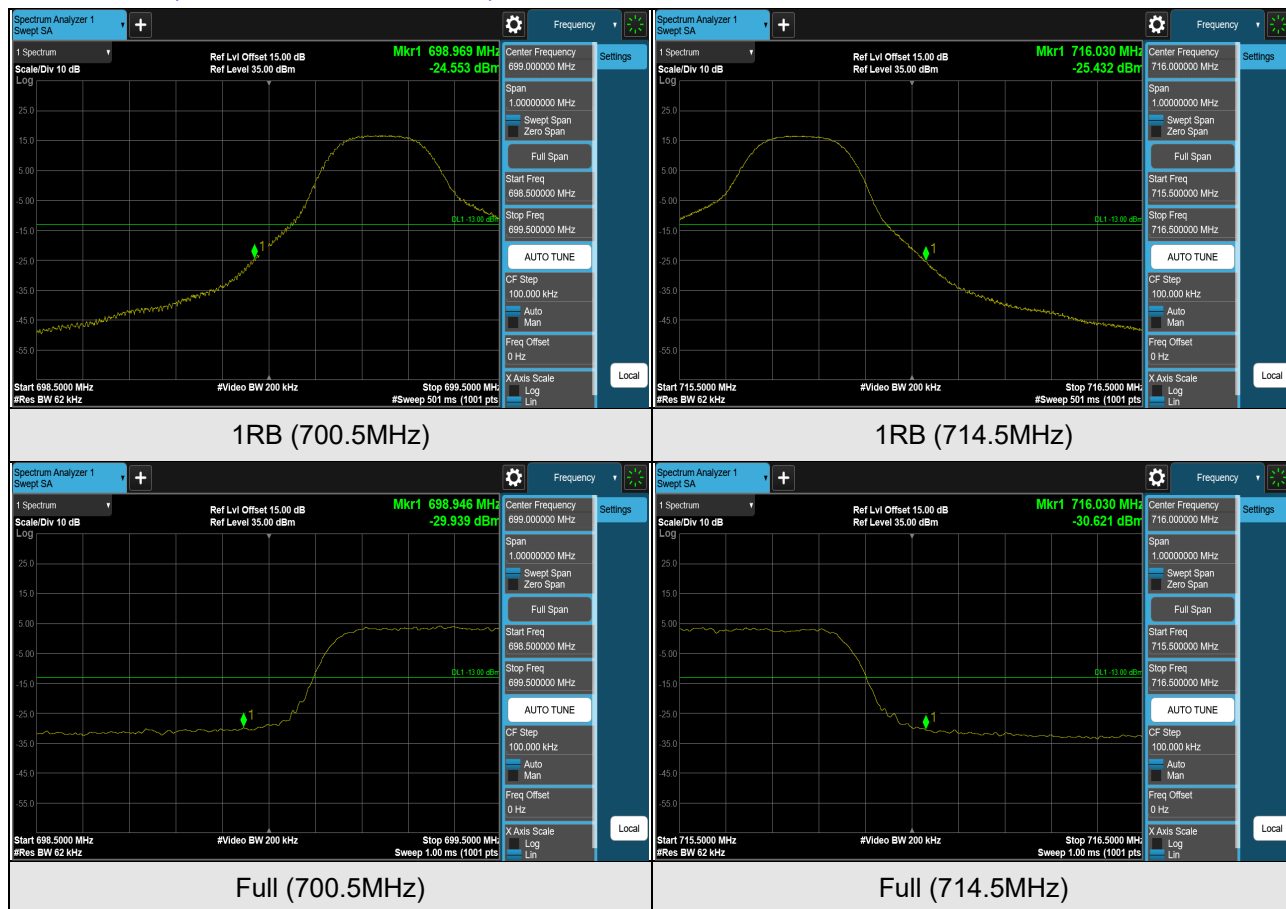 Spectrum Analyzer 1
Swept SA
+
Frequency
1 Spectrum
Scale/Div 10 dB
Log
Ref Lvl Offset 15.00 dB
Ref Level 35.00 dBm
Mkr1 698.969 MHz
-24.553 dBm
25.0
15.0
5.00
-5.00
-15.0
-25.0
-35.0
-45.0
-55.0
DL1 -13.00 dBm
1
Start 698.5000 MHz
#Res BW 62 kHz
#Video BW 200 kHz
Stop 699.5000 MHz
#Sweep 501 ms (1001 pts
Center Frequency
699.000000 MHz
Settings
Span
1.00000000 MHz
Swept Span
Zero Span
Full Span
Start Freq
698.500000 MHz
Stop Freq
699.500000 MHz
AUTO TUNE
CF Step
100.000 kHz
Auto
Man
Freq Offset
0 Hz
X Axis Scale
Log
Lin
Local
Spectrum Analyzer 1
Swept SA
+
Frequency
1 Spectrum
Scale/Div 10 dB
Log
Ref Lvl Offset 15.00 dB
Ref Level 35.00 dBm
Mkr1 716.030 MHz
-25.432 dBm
25.0
15.0
5.00
-5.00
-15.0
-25.0
-35.0
-45.0
-55.0
DL1 -13.00 dBm
1
Start 715.5000 MHz
#Res BW 62 kHz
#Video BW 200 kHz
Stop 716.5000 MHz
#Sweep 501 ms (1001 pts
Center Frequency
716.000000 MHz
Settings
Span
1.00000000 MHz
Swept Span
Zero Span
Full Span
Start Freq
715.500000 MHz
Stop Freq
716.500000 MHz
AUTO TUNE
CF Step
100.000 kHz
Auto
Man
Freq Offset
0 Hz
X Axis Scale
Log
Lin
Local
1RB (700.5MHz)
1RB (714.5MHz)
Spectrum Analyzer 1
Swept SA
+
Frequency
1 Spectrum
Scale/Div 10 dB
Log
Ref Lvl Offset 15.00 dB
Ref Level 35.00 dBm
Mkr1 698.946 MHz
-29.939 dBm
25.0
15.0
5.00
-5.00
-15.0
-25.0
-35.0
-45.0
-55.0
DL1 -13.00 dBm
1
Start 698.5000 MHz
#Res BW 62 kHz
#Video BW 200 kHz
Stop 699.5000 MHz
Sweep 1.00 ms (1001 pts
Center Frequency
699.000000 MHz
Settings
Span
1.00000000 MHz
Swept Span
Zero Span
Full Span
Start Freq
698.500000 MHz
Stop Freq
699.500000 MHz
AUTO TUNE
CF Step
100.000 kHz
Auto
Man
Freq Offset
0 Hz
X Axis Scale
Log
Lin
Local
Spectrum Analyzer 1
Swept SA
+
Frequency
1 Spectrum
Scale/Div 10 dB
Log
Ref Lvl Offset 15.00 dB
Ref Level 35.00 dBm
Mkr1 716.030 MHz
-30.621 dBm
25.0
15.0
5.00
-5.00
-15.0
-25.0
-35.0
-45.0
-55.0
DL1 -13.00 dBm
1
Start 715.5000 MHz
#Res BW 62 kHz
#Video BW 200 kHz
Stop 716.5000 MHz
Sweep 1.00 ms (1001 pts
Center Frequency
716.000000 MHz
Settings
Span
1.00000000 MHz
Swept Span
Zero Span
Full Span
Start Freq
715.500000 MHz
Stop Freq
716.500000 MHz
AUTO TUNE
CF Step
100.000 kHz
Auto
Man
Freq Offset
0 Hz
X Axis Scale
Log
Lin
Local
Full (700.5MHz)
Full (714.5MHz)